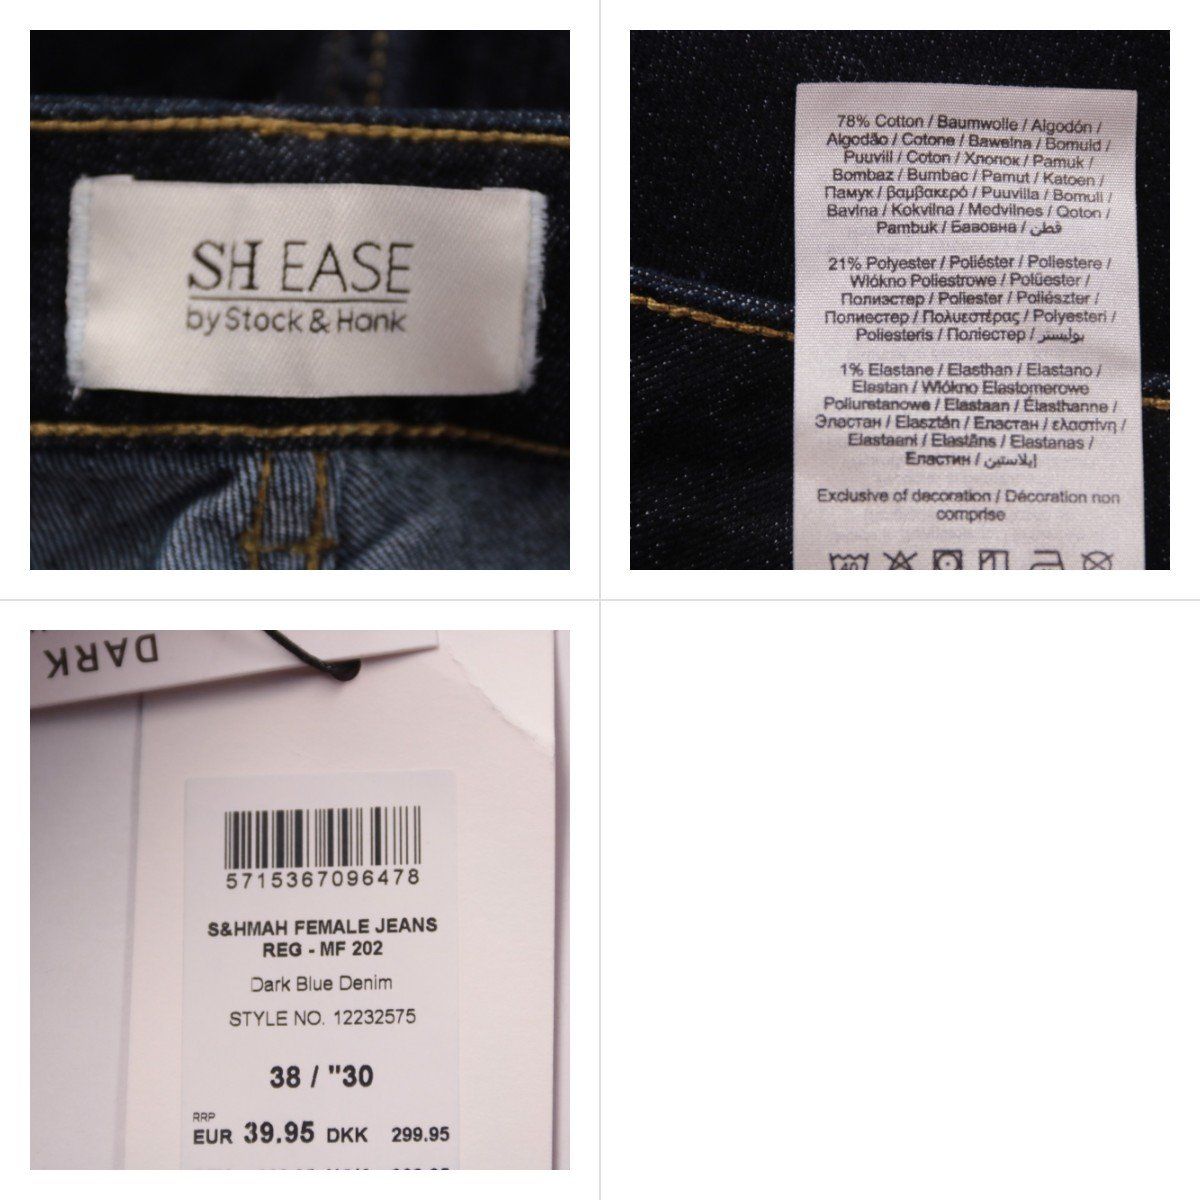 SH EASE
by Stock & Hank
78% Cotton / Baumwolle / Algodón /
Algodão / Cotone / Bawełna / Bomuld /
Puuvill / Coton / Хлопок / Pamuk /
Bombaz / Bumbac / Pamut / Katoen /
Памук / βαμβακερό / Puuvilla / Bomull /
Bavlna / Kokvilna / Medvilnės / Qoton /
Pambuk / Бавовна / قطن
21% Polyester / Poliéster / Poliestere /
Włókno Poliestrowe / Polüester /
Полиэстер / Poliester / Poliészter /
Полиестер / Πολυεστέρας / Polyesteri /
Poliesteris / Поліестер / بوليستر
1% Elastane / Elasthan / Elastano /
Elastan / Włókno Elastomerowe
Poliuretanowe / Elastaan / Élasthanne /
Эластан / Elasztán / Еластан / ελαστίνη /
Elastaani / Elastāns / Elastanas /
Еластин / إيلاستين
Exclusive of decoration / Décoration non
comprise
40
DARK
5715367096478
S&HMAH FEMALE JEANS
REG - MF 202
Dark Blue Denim
STYLE NO. 12232575
38 / "30
RRP
EUR 39.95 DKK 299.95